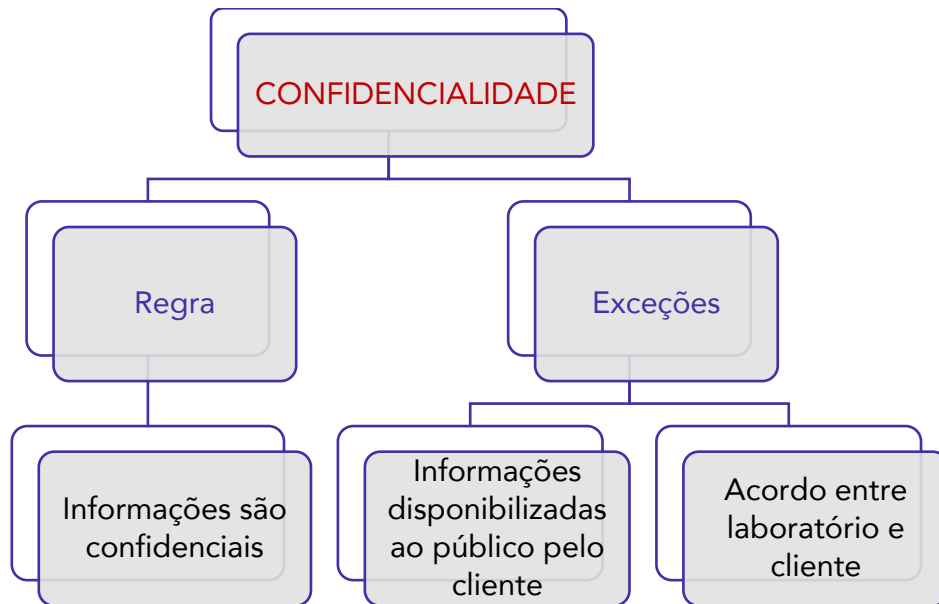 CONFIDENCIALIDADE
Regra
Exceções
Informações são
confidenciais
Informações
disponibilizadas
ao público pelo
cliente
Acordo entre
laboratório e
cliente